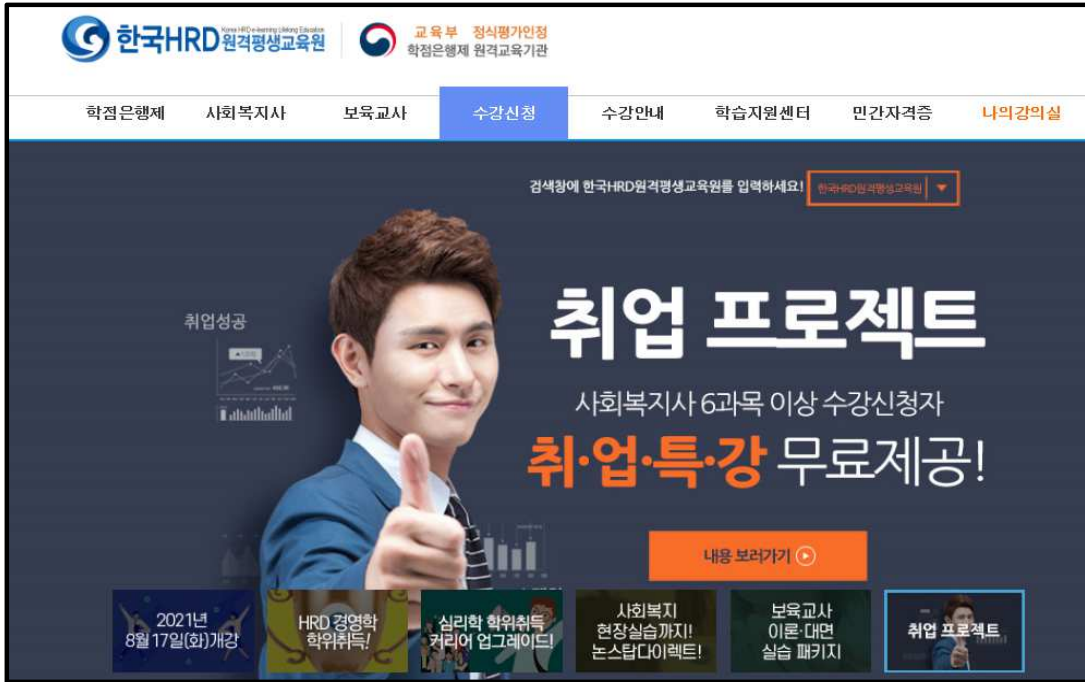 한국HRD 원격평생교육원
Korea HRD e-learning Lifelong Education
교육부 정식평가인정
학점은행제 원격교육기관
학점은행제 사회복지사 보육교사 수강신청 수강안내 학습지원센터 민간자격증 나의강의실
검색창에 한국HRD원격평생교육원를 입력하세요! 한국HRD원격평생교육원
취업성공
취업 프로젝트
사회복지사 6과목 이상 수강신청자
취·업·특·강 무료제공!
내용 보러가기
2021년
8월 17일(화)개강
HRD 경영학
학위취득!
심리학 학위취득
커리어 업그레이드!
사회복지
현장실습까지!
논스탑다이렉트!
보육교사
이론·대면
실습 패키지
취업 프로젝트